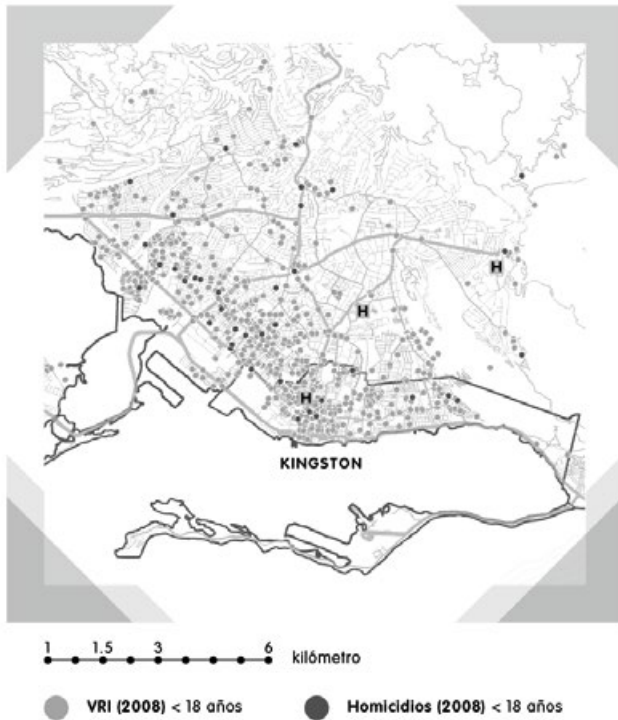 H
H
H
KINGSTON
1 1.5 3 6 kilómetro
VRI (2008) < 18 años Homicidios (2008) < 18 años